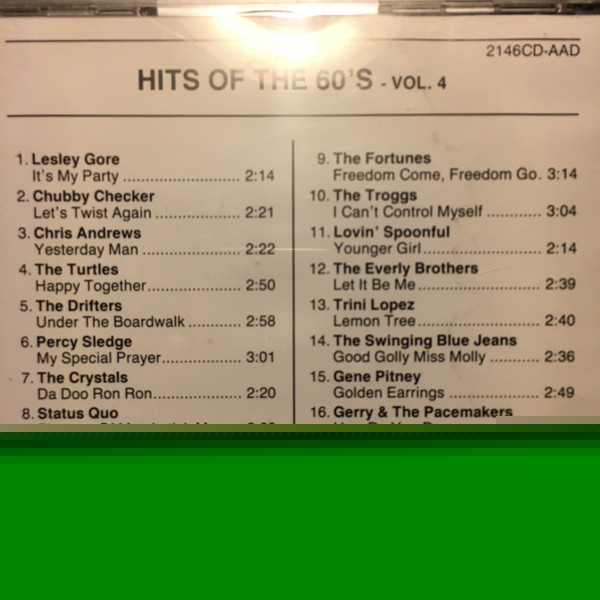 2146CD-AAD
HITS OF THE 60'S - VOL. 4
1. Lesley Gore
It's My Party ........................ 2:14
2. Chubby Checker
Let's Twist Again ................. 2:21
3. Chris Andrews
Yesterday Man .................... 2:22
4. The Turtles
Happy Together................... 2:50
5. The Drifters
Under The Boardwalk ........... 2:58
6. Percy Sledge
My Special Prayer................ 3:01
7. The Crystals
Da Doo Ron Ron.................. 2:20
8. Status Quo
9. The Fortunes
Freedom Come, Freedom Go. 3:14
10. The Troggs
I Can't Control Myself ........... 3:04
11. Lovin' Spoonful
Younger Girl........................ 2:14
12. The Everly Brothers
Let It Be Me ........................ 2:39
13. Trini Lopez
Lemon Tree ........................ 2:40
14. The Swinging Blue Jeans
Good Golly Miss Molly .......... 2:36
15. Gene Pitney
Golden Earrings .................. 2:49
16. Gerry & The Pacemakers